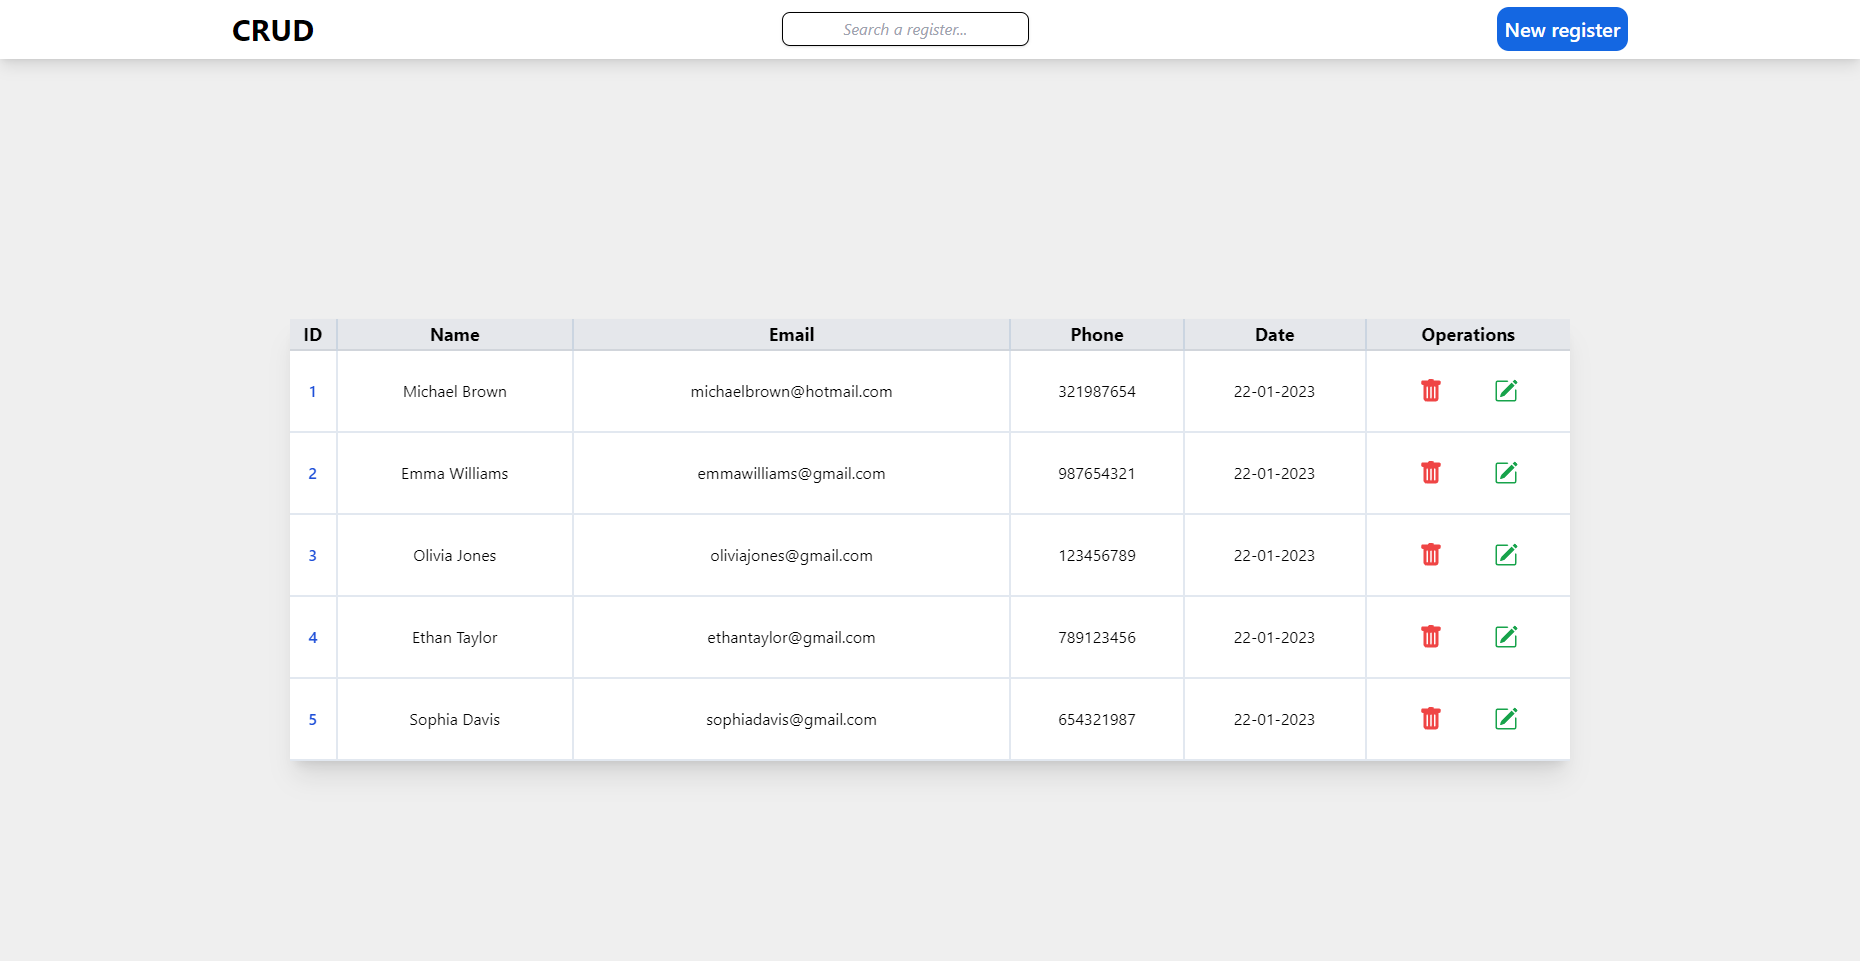 CRUD Search a register... New register
ID Name Email Phone Date Operations
1 Michael Brown michaelbrown@hotmail.com 321987654 22-01-2023
2 Emma Williams emmawilliams@gmail.com 987654321 22-01-2023
3 Olivia Jones oliviajones@gmail.com 123456789 22-01-2023
4 Ethan Taylor ethantaylor@gmail.com 789123456 22-01-2023
5 Sophia Davis sophiadavis@gmail.com 654321987 22-01-2023